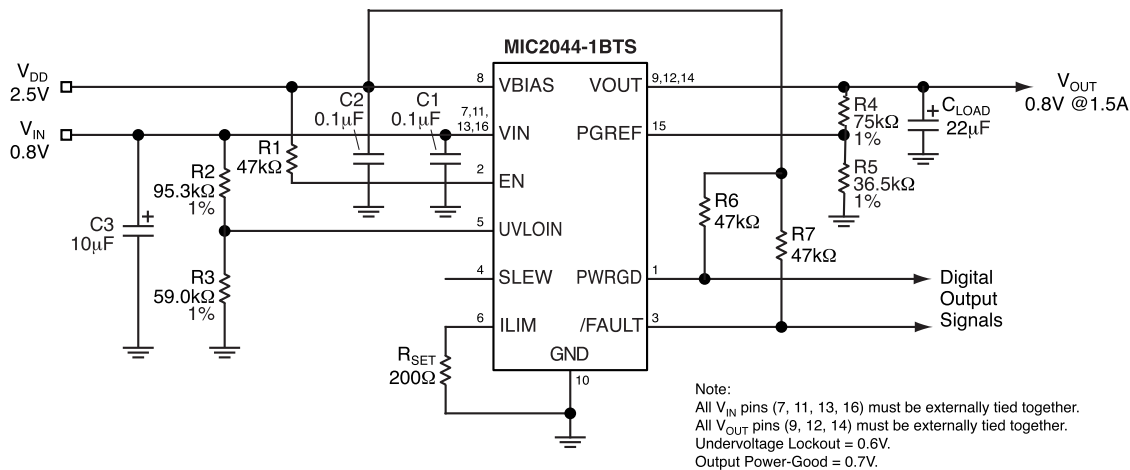 MIC2044-1BTS
VDD
2.5V
VIN
0.8V
8
VBIAS
7,11,
13,16
VIN
2
EN
5
UVLOIN
4
SLEW
6
ILIM
VOUT
9,12,14
PGREF
15
PWRGD
1
/FAULT
3
GND
10
C2
0.1µF
C1
0.1µF
R1
47kΩ
R2
95.3kΩ
1%
C3
+
10µF
R3
59.0kΩ
1%
RSET
200Ω
R4
75kΩ
1%
+
CLOAD
22µF
VOUT
0.8V @1.5A
R5
36.5kΩ
1%
R6
47kΩ
R7
47kΩ
Digital
Output
Signals
Note:
All VIN pins (7, 11, 13, 16) must be externally tied together.
All VOUT pins (9, 12, 14) must be externally tied together.
Undervoltage Lockout = 0.6V.
Output Power-Good = 0.7V.